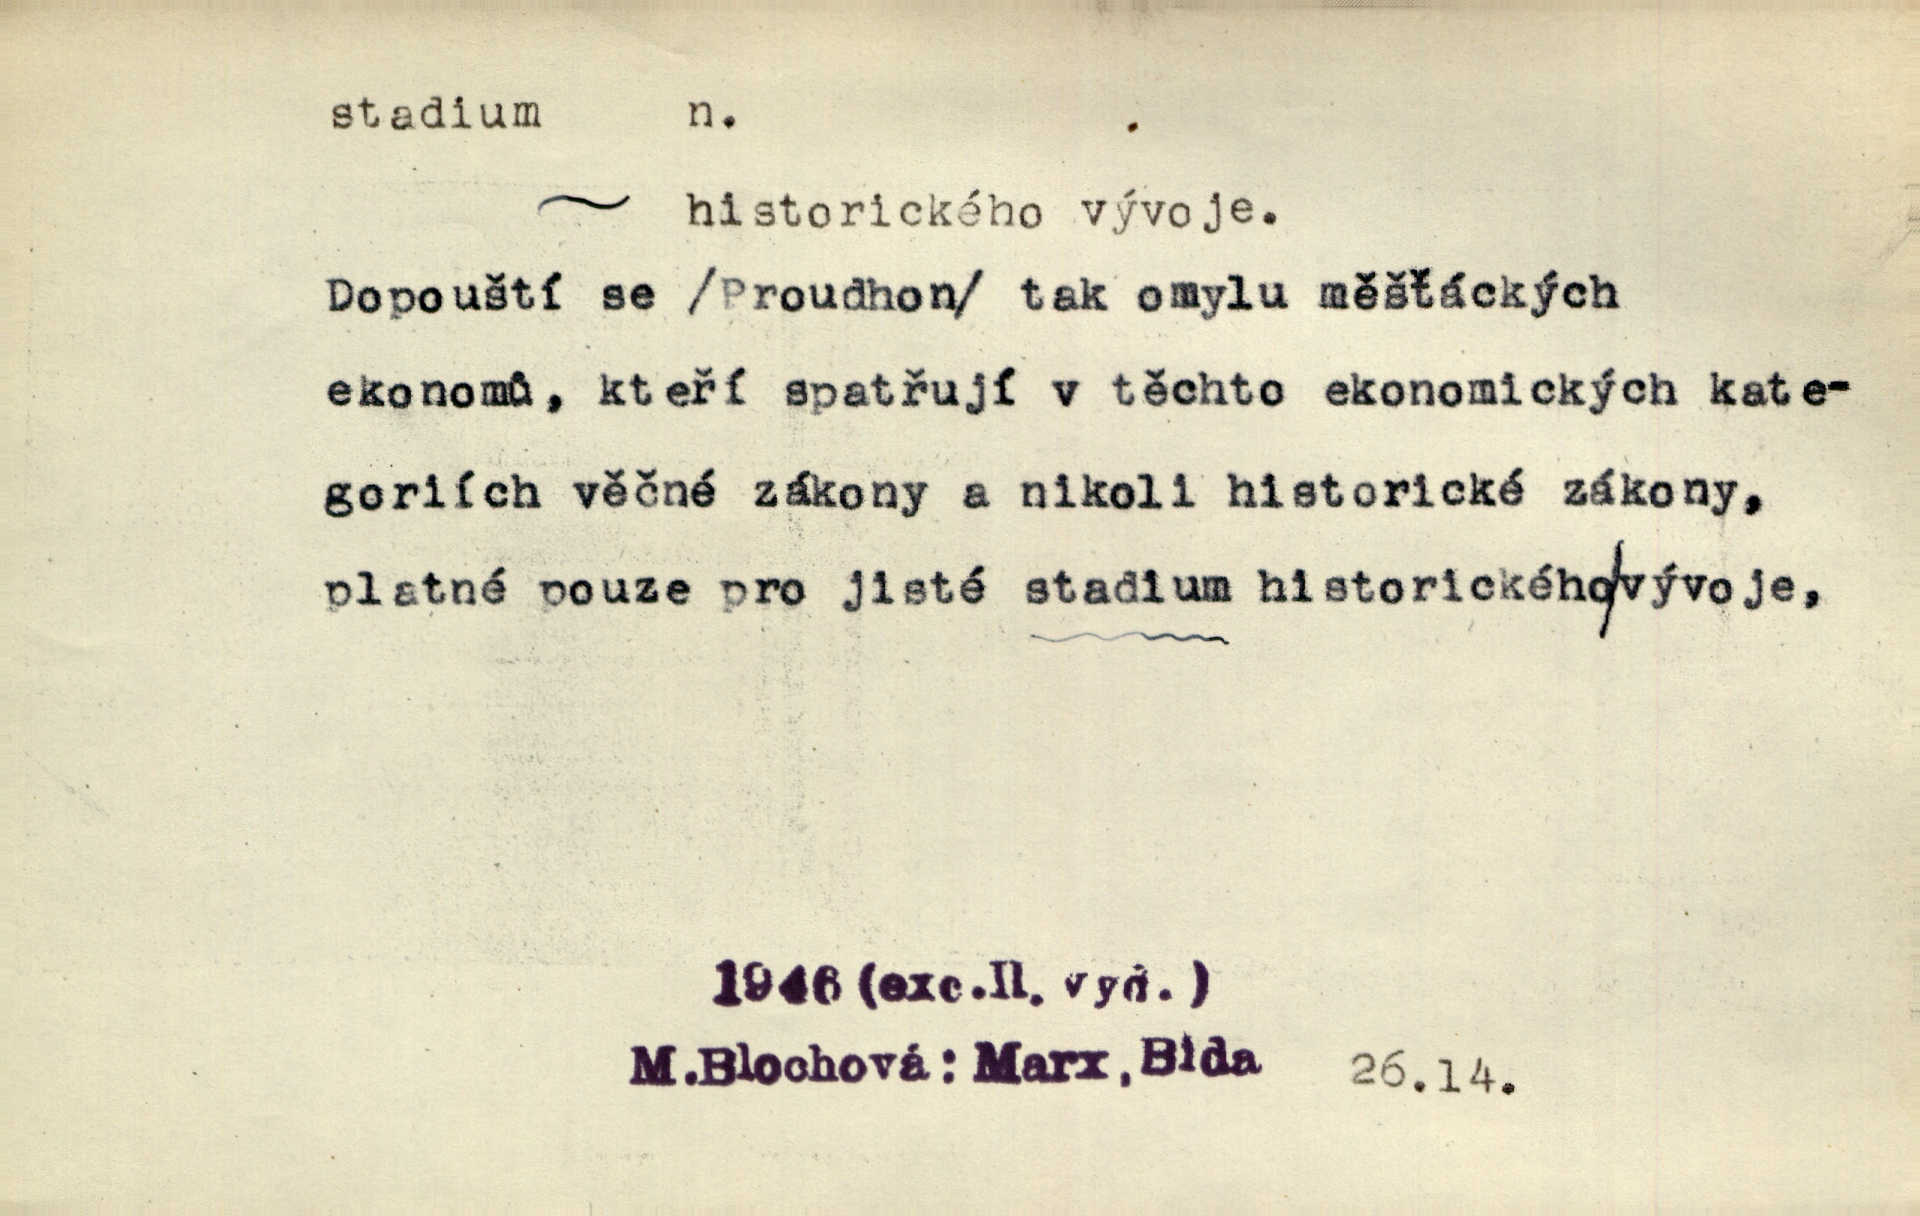 stadium n.
~ historického vývoje.
Dopouští se /Proudhon/ tak omylu měšťáckých
ekonomů, kteří spatřují v těchto ekonomických kate-
goriích věčné zákony a nikoli historické zákony,
platné pouze pro jisté stadium historického/vývoje,
1946 (exc.II. vyd.)
M.Blochová: Marx, Bída 26.14.